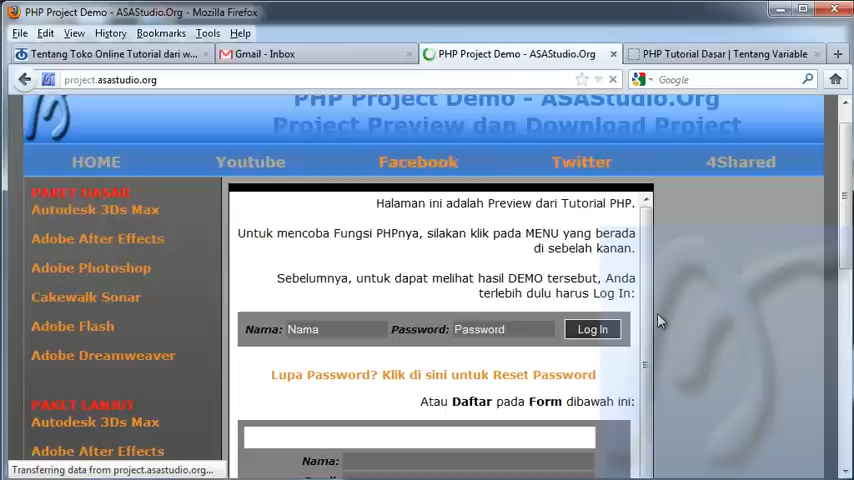 PHP Project Demo - ASAStudio.Org - Mozilla Firefox
File Edit View History Bookmarks Tools Help
Tentang Toko Online Tutorial dari w...
Gmail - Inbox
PHP Project Demo - ASAStudio.Org
PHP Tutorial Dasar | Tentang Variable
project.asastudio.org
Google
PHP Project Demo - ASAStudio.Org
Project Preview dan Download Project
HOME Youtube Facebook Twitter 4Shared
PAKET DASAR
Autodesk 3Ds Max
Adobe After Effects
Adobe Photoshop
Cakewalk Sonar
Adobe Flash
Adobe Dreamweaver
PAKET LANJUT
Autodesk 3Ds Max
Adobe After Effects
Halaman ini adalah Preview dari Tutorial PHP.
Untuk mencoba Fungsi PHPnya, silakan klik pada MENU yang berada
di sebelah kanan.
Sebelumnya, untuk dapat melihat hasil DEMO tersebut, Anda
terlebih dulu harus Log In:
Nama: Nama Password: Password Log In
Lupa Password? Klik di sini untuk Reset Password
Atau Daftar pada Form dibawah ini:
Nama:
Transferring data from project.asastudio.org...